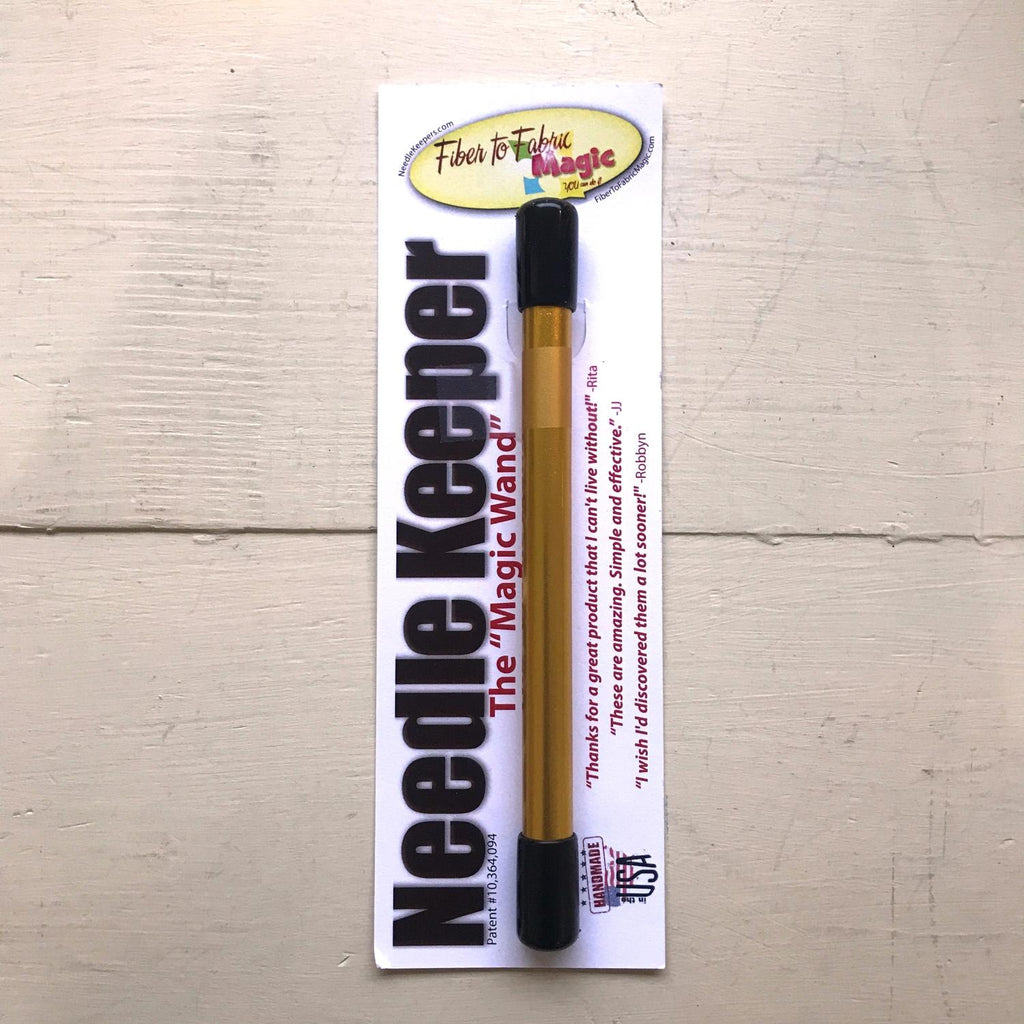 NeedleKeepers.com
Fiber to Fabric
Magic
YOU can do it
FiberToFabricMagic.com
Needle Keeper
The “Magic Wand”
Patent #10,364,094
“Thanks for a great product that I can't live without!" -Rita
“These are amazing. Simple and effective.” -JJ
“I wish I'd discovered them a lot sooner!" -Robbyn
HANDMADE
in the
USA